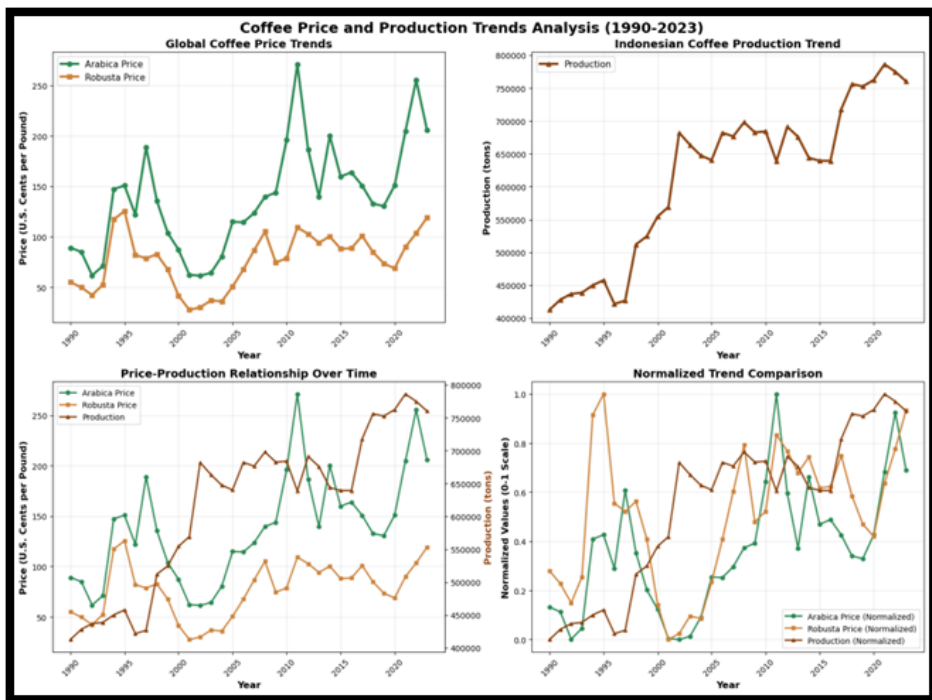 Coffee Price and Production Trends Analysis (1990-2023)
Global Coffee Price Trends
Arabica Price
Robusta Price
Price (U.S. Cents per Pound)
250
200
150
100
50
1990
1995
2000
2005
2010
2015
2020
Year
Indonesian Coffee Production Trend
Production
Production (tons)
800000
750000
700000
650000
600000
550000
500000
450000
400000
1990
1995
2000
2005
2010
2015
2020
Year
Price-Production Relationship Over Time
Arabica Price
Robusta Price
Production
Price (U.S. Cents per Pound)
250
200
150
100
50
800000
750000
700000
650000
600000
550000
500000
450000
400000
Production (tons)
1990
1995
2000
2005
2010
2015
2020
Year
Normalized Trend Comparison
Normalized Values (0-1 Scale)
1.0
0.8
0.6
0.4
0.2
0.0
Arabica Price (Normalized)
Robusta Price (Normalized)
Production (Normalized)
1990
1995
2000
2005
2010
2015
2020
Year